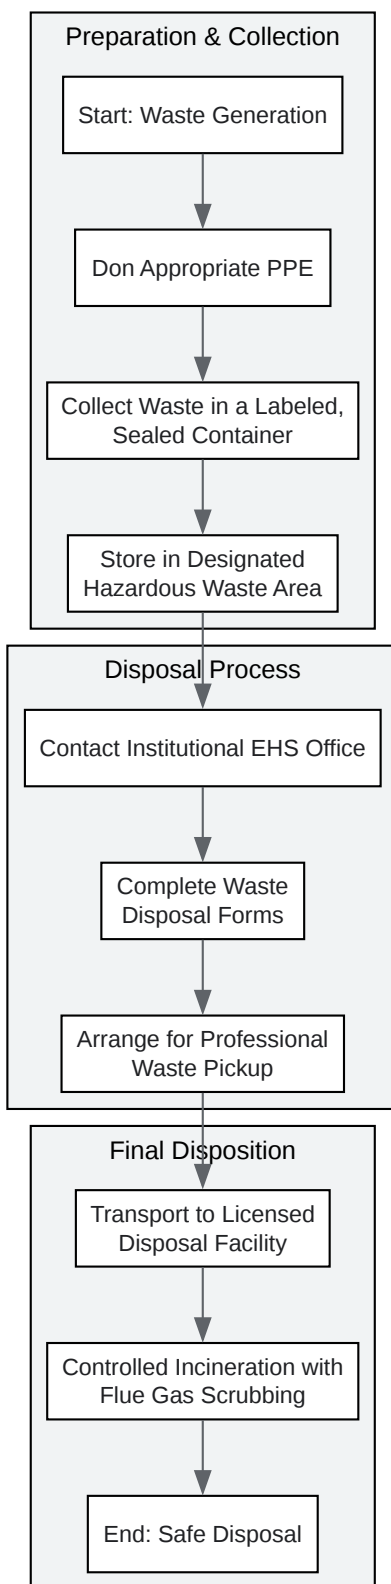 Preparation & Collection
Start: Waste Generation
Don Appropriate PPE
Collect Waste in a Labeled,
Sealed Container
Store in Designated
Hazardous Waste Area
Disposal Process
Contact Institutional EHS Office
Complete Waste
Disposal Forms
Arrange for Professional
Waste Pickup
Final Disposition
Transport to Licensed
Disposal Facility
Controlled Incineration with
Flue Gas Scrubbing
End: Safe Disposal